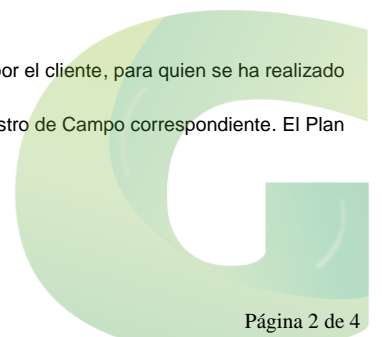 por el cliente, para quien se ha realizado
stro de Campo correspondiente. El Plan
Página 2 de 4